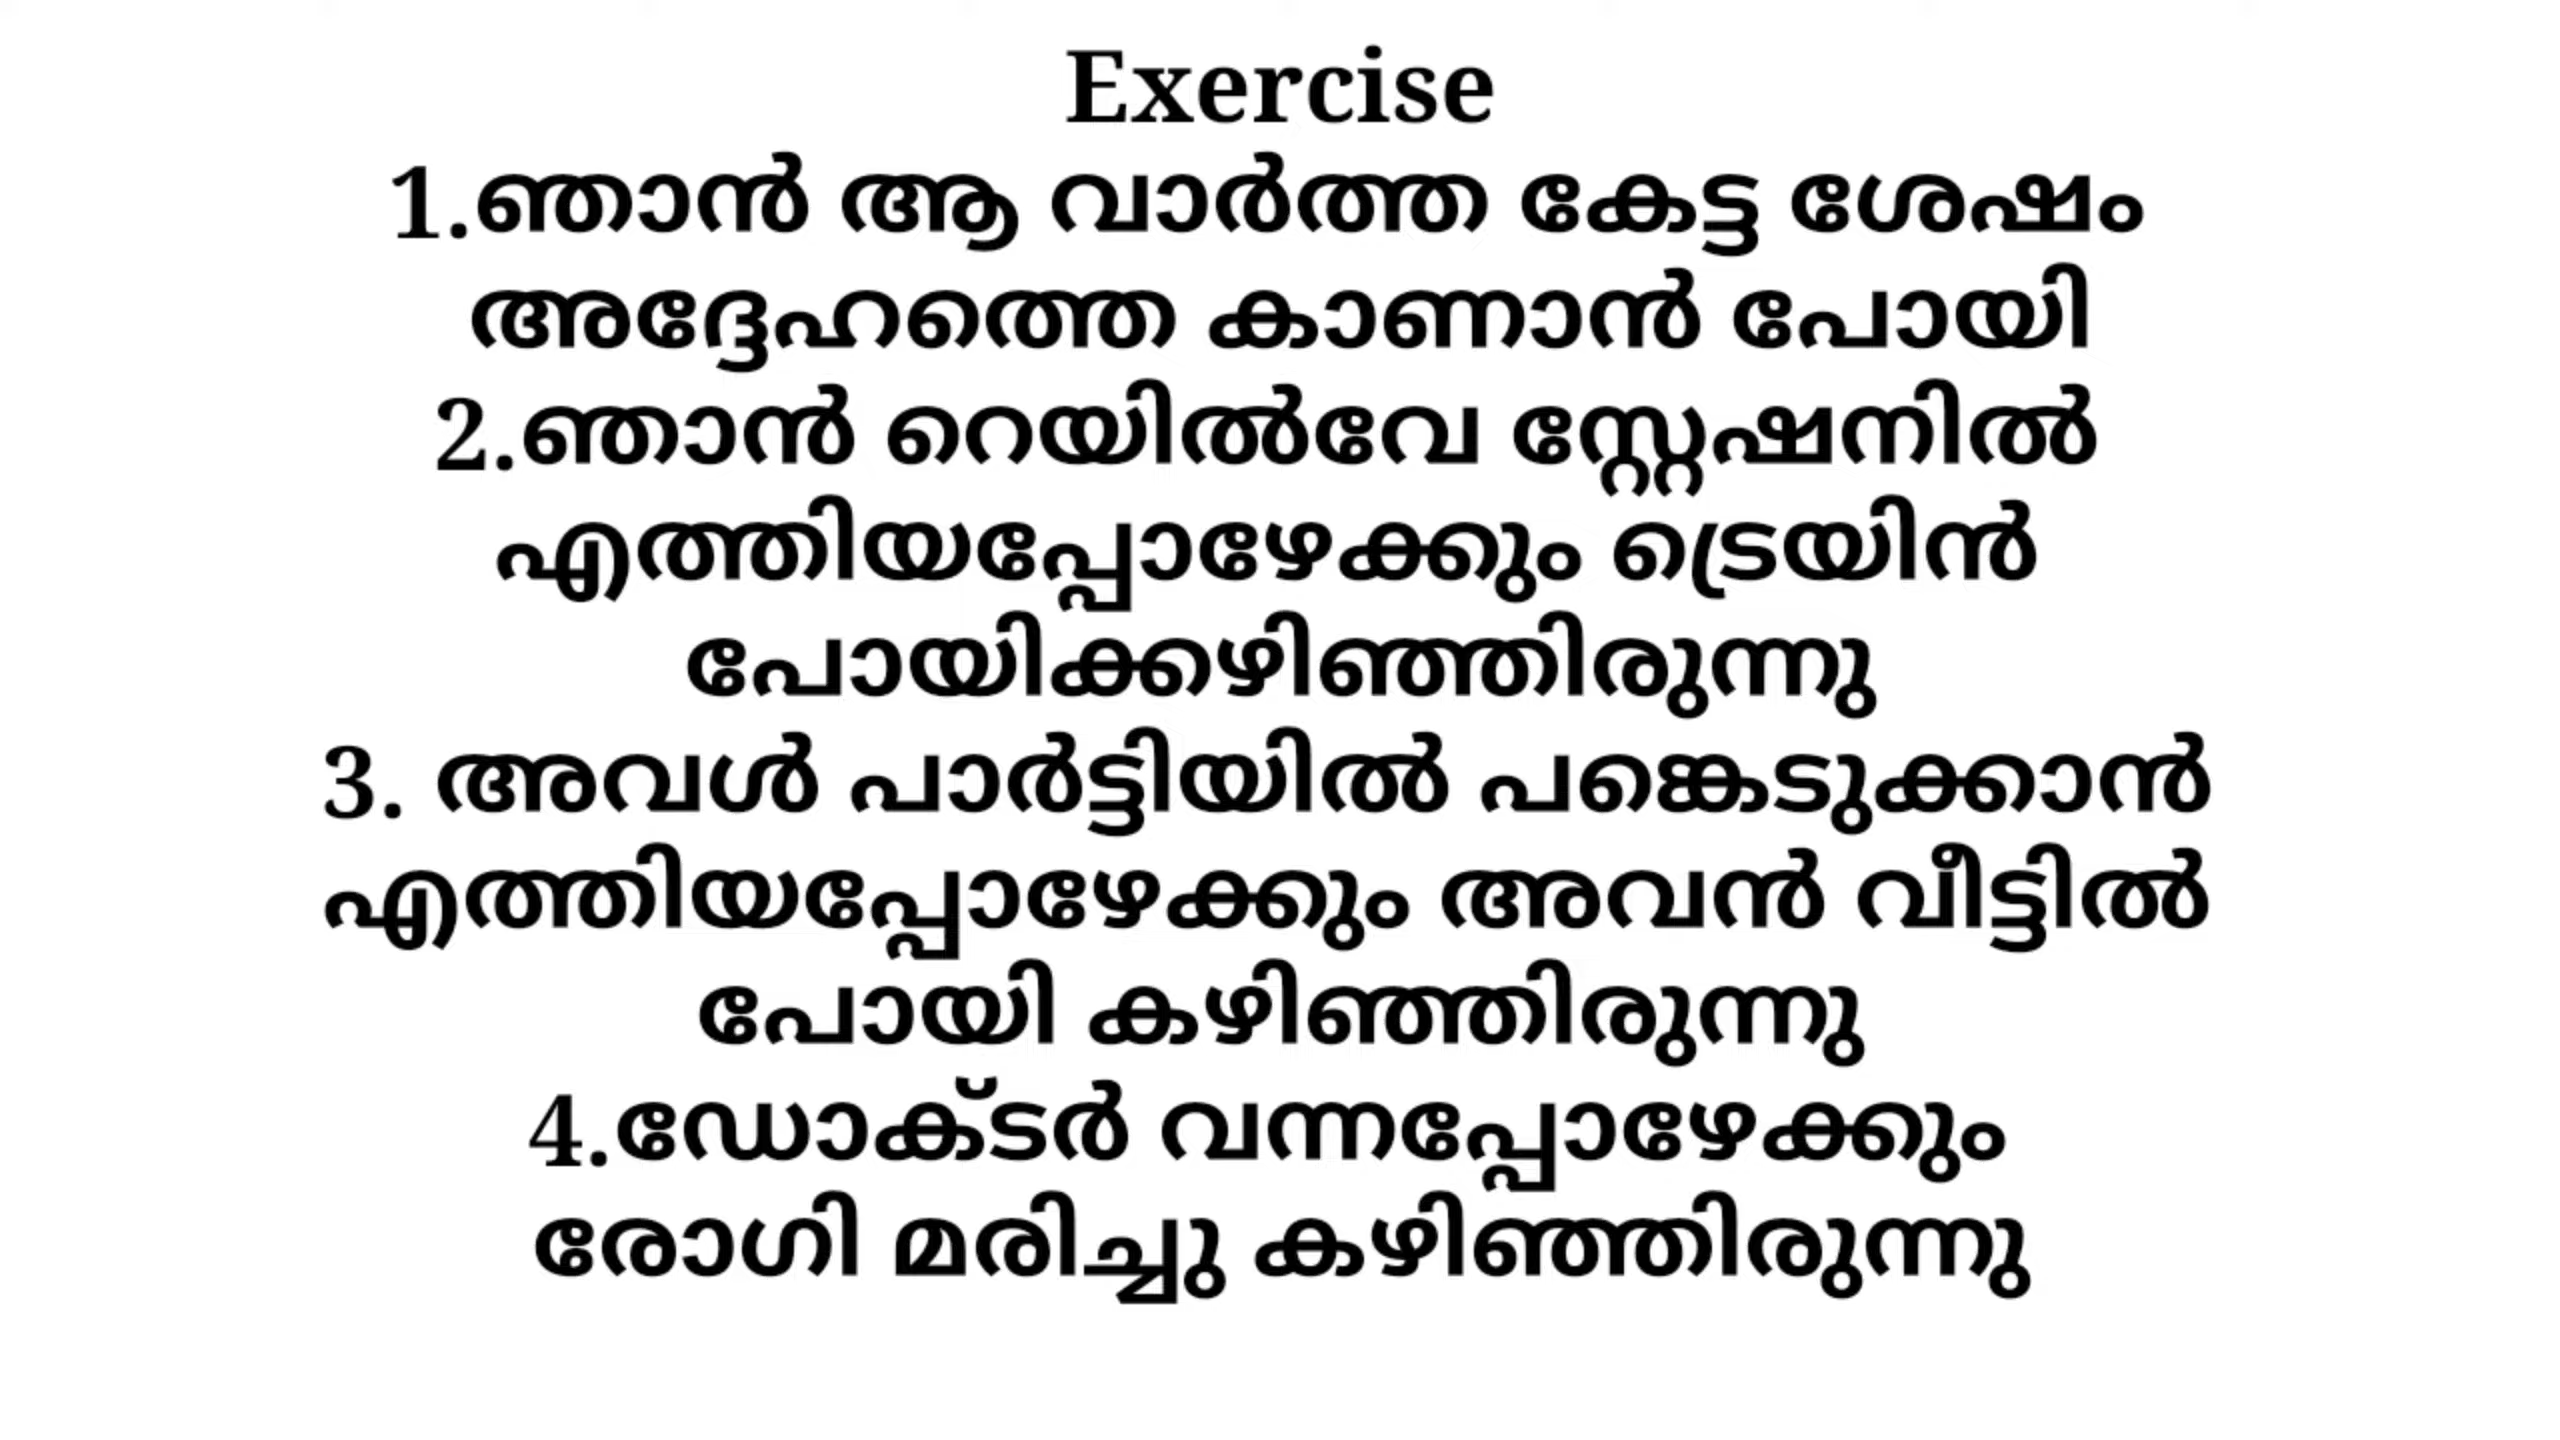 Exercise
1.ഞാൻ ആ വാർത്ത കേട്ട ശേഷം
അദ്ദേഹത്തെ കാണാൻ പോയി
2.ഞാൻ റെയിൽവേ സ്റ്റേഷനിൽ
എത്തിയപ്പോഴേക്കും ട്രെയിൻ
പോയിക്കഴിഞ്ഞിരുന്നു
3. അവൾ പാർട്ടിയിൽ പങ്കെടുക്കാൻ
എത്തിയപ്പോഴേക്കും അവൻ വീട്ടിൽ
പോയി കഴിഞ്ഞിരുന്നു
4.ഡോക്ടർ വന്നപ്പോഴേക്കും
രോഗി മരിച്ചു കഴിഞ്ഞിരുന്നു